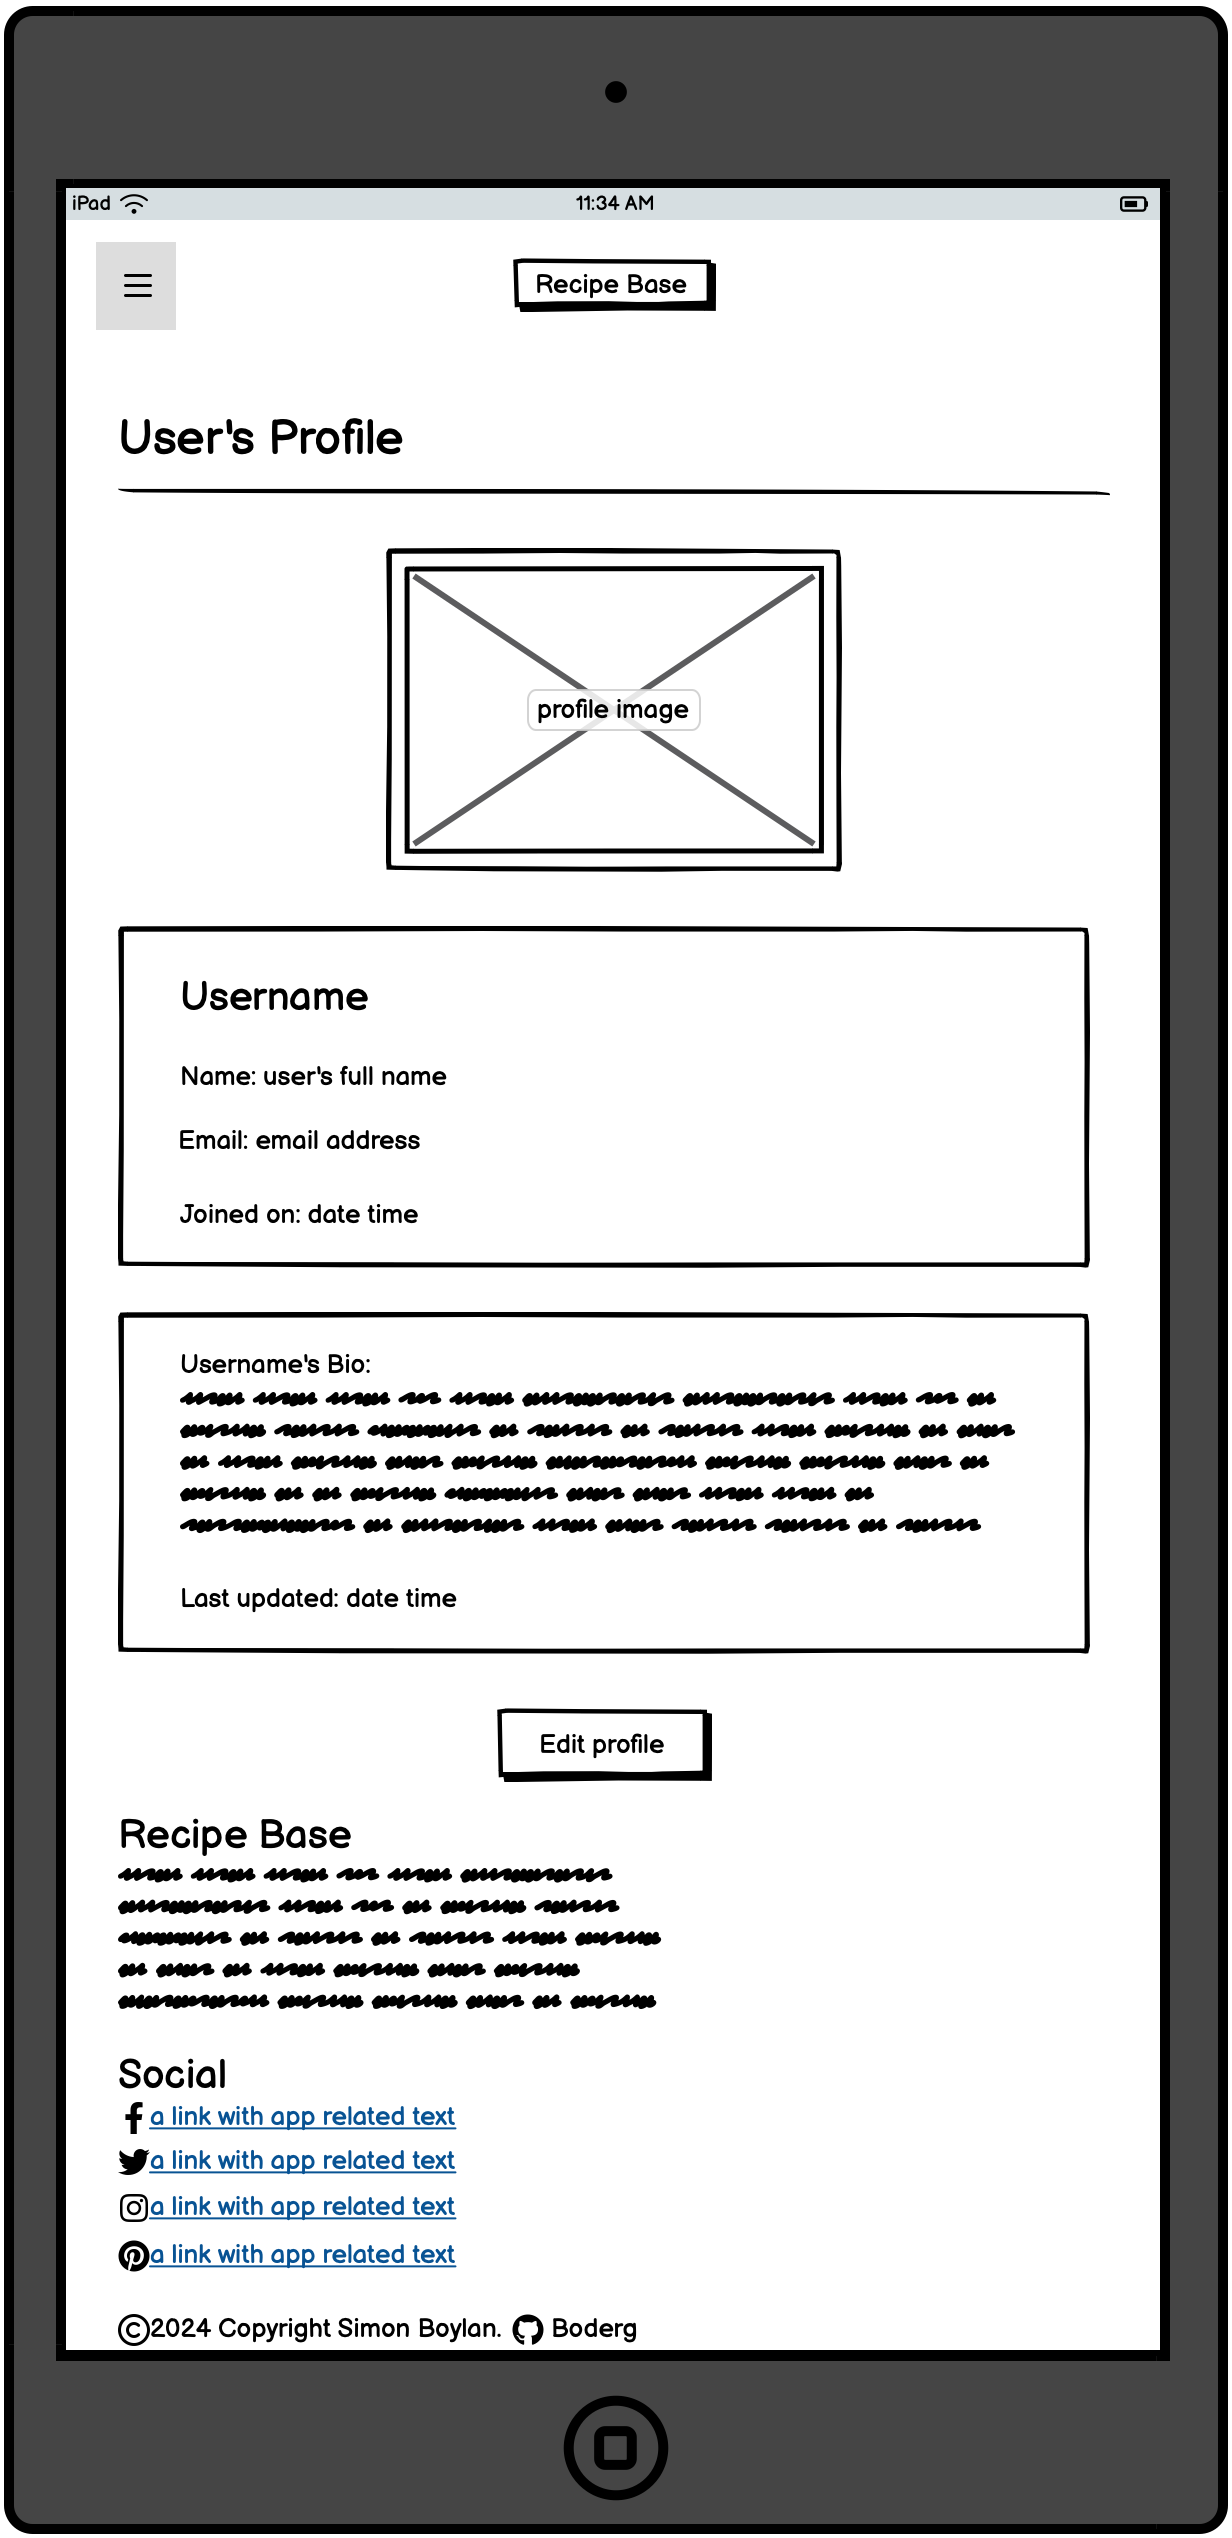 iPad 11:34 AM
Recipe Base
User's Profile
profile image
Username
Name: user's full name
Email: email address
Joined on: date time
Username's Bio:
Last updated: date time
Edit profile
Recipe Base
Social
a link with app related text
a link with app related text
a link with app related text
a link with app related text
©2024 Copyright Simon Boylan. Boderg